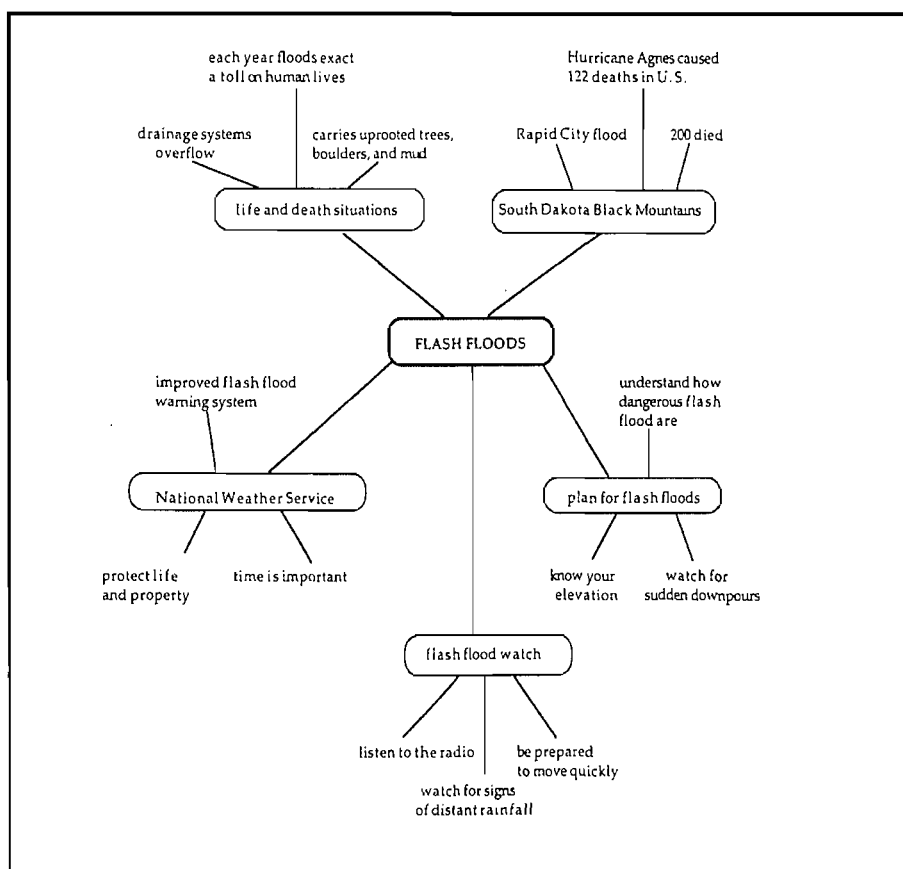 each year floods exact
a toll on human lives
Hurricane Agnes caused
122 deaths in U.S.
drainage systems
overflow
carries uprooted trees,
boulders, and mud
Rapid City flood
200 died
life and death situations
South Dakota Black Mountains
FLASH FLOODS
improved flash flood
warning system
understand how
dangerous flash
flood are
National Weather Service
plan for flash floods
protect life
and property
time is important
know your
elevation
watch for
sudden downpours
flash flood watch
listen to the radio
be prepared
to move quickly
watch for signs
of distant rainfall